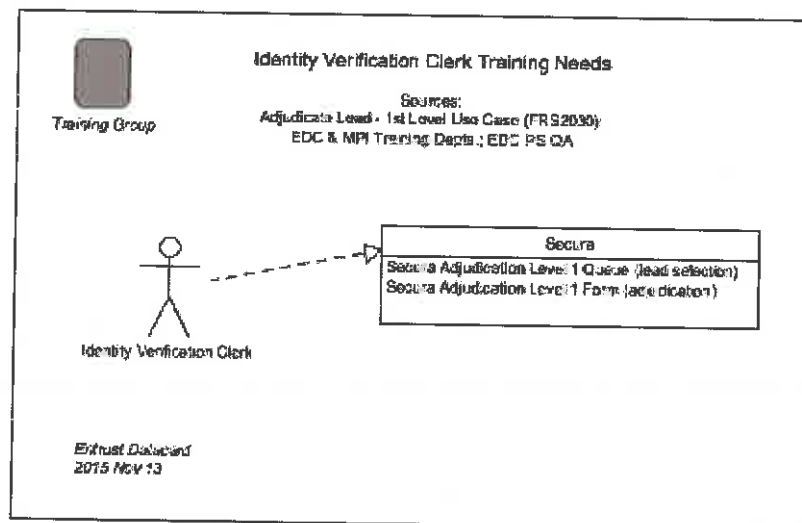 Identity Verification Clerk Training Needs
Sources:
Adjudicate Lead - 1st Level Use Case (FRS2030);
EDC & MPI Training Depts.; EDC PS QA
Training Group
Secura
Secura Adjudication Level 1 Queue (lead selection)
Secura Adjudication Level 1 Form (adjudication)
Identity Verification Clerk
Entrust Datacard
2015 Nov 13